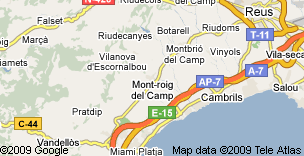 N-420
Riudecols
Reus
Falset
Riudecanyes
Botarell
Riudoms
T-11
Marçà
Montbrió
del Camp
Vinyols
Vila-seca
Vilanova
d'Escornalbou
A-7
Mont-roig
del Camp
AP-7
Salou
Cambrils
Pratdip
E-15
C-44
Vandellòs
Miami Platja
©2009 Google
Map data ©2009 Tele Atlas